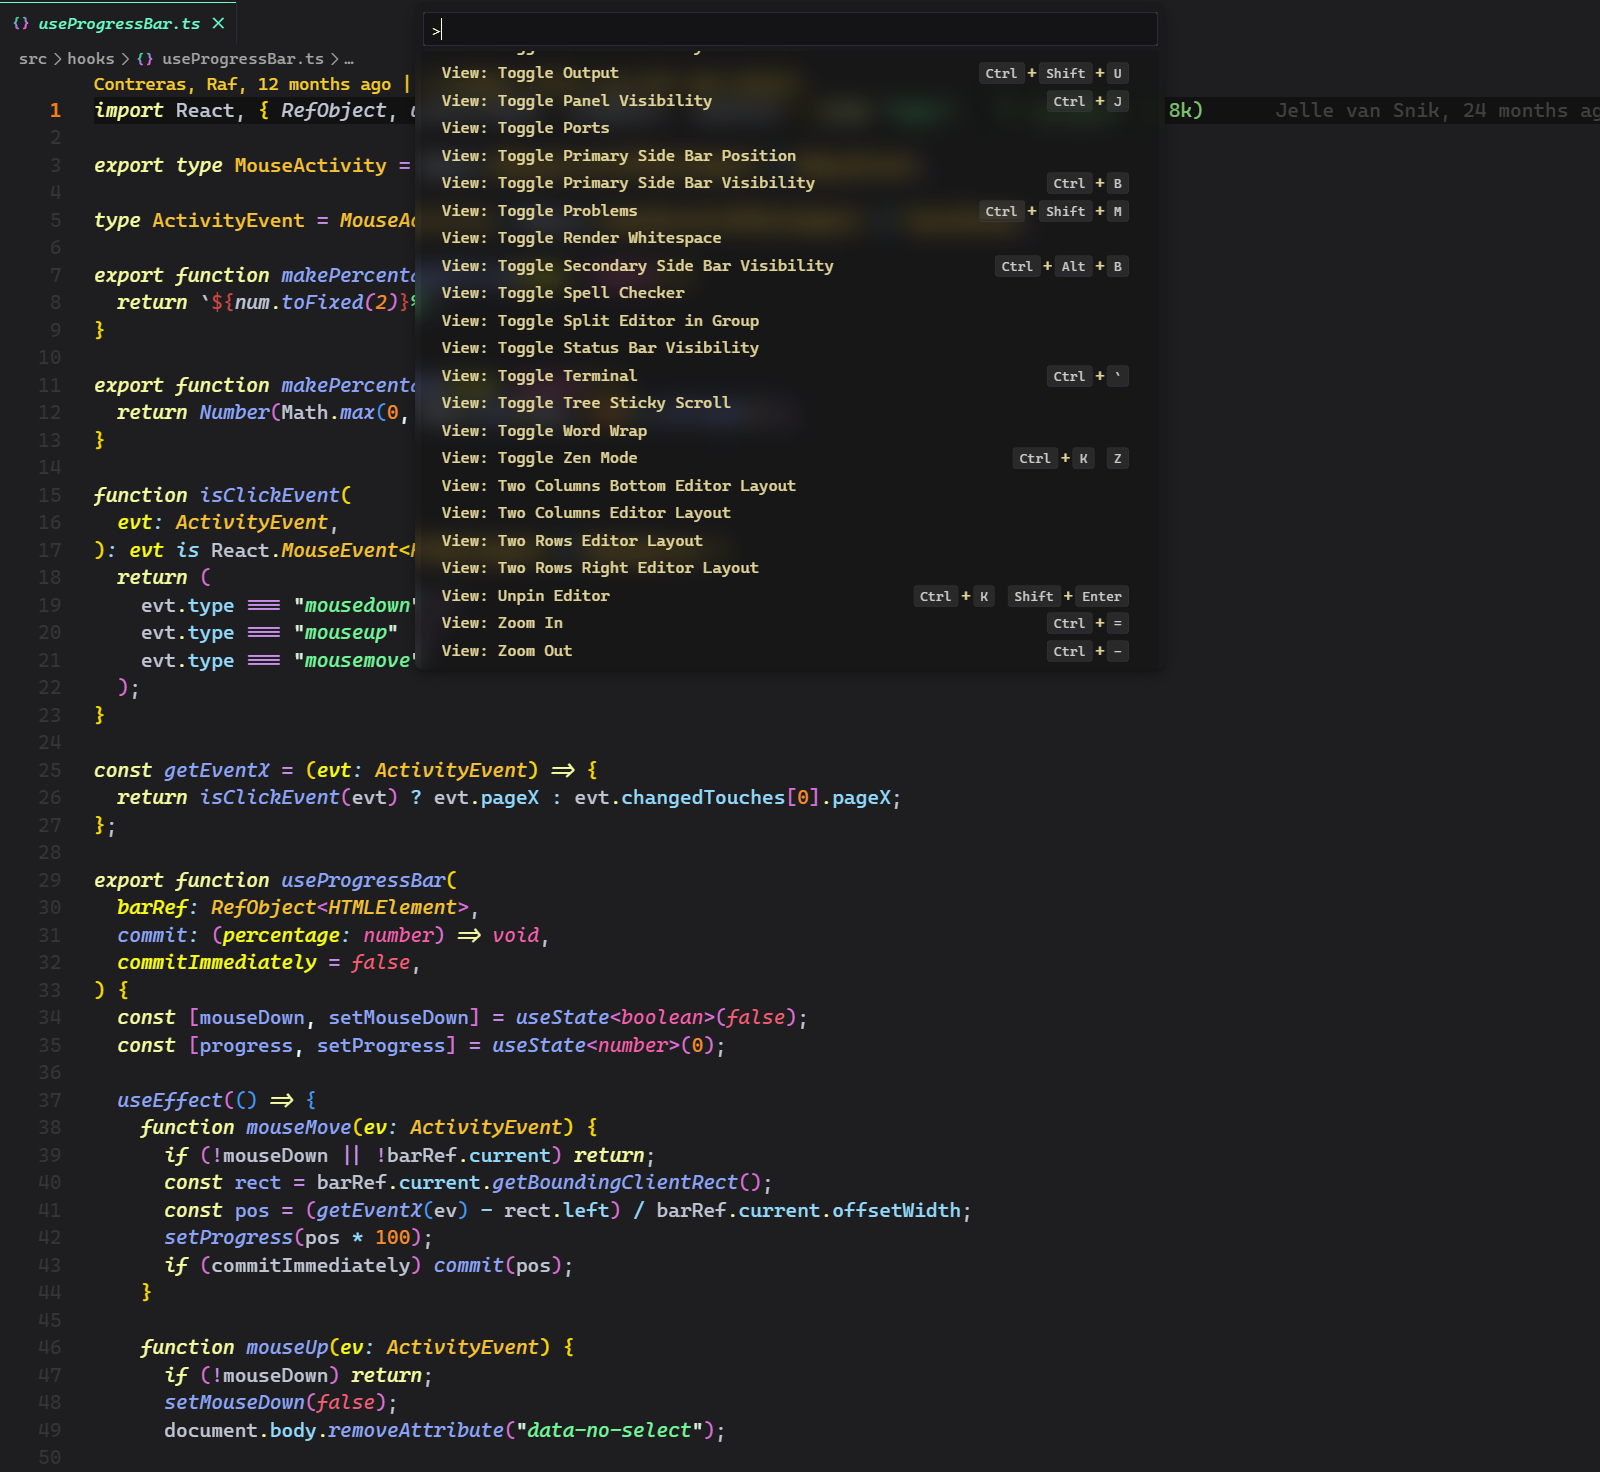 {} useProgressBar.ts ×
src > hooks > {} useProgressBar.ts > …
>
View: Toggle Output Ctrl + Shift + U
View: Toggle Panel Visibility Ctrl + J
View: Toggle Ports
View: Toggle Primary Side Bar Position
View: Toggle Primary Side Bar Visibility Ctrl + B
View: Toggle Problems Ctrl + Shift + M
View: Toggle Render Whitespace
View: Toggle Secondary Side Bar Visibility Ctrl + Alt + B
View: Toggle Spell Checker
View: Toggle Split Editor in Group
View: Toggle Status Bar Visibility
View: Toggle Terminal Ctrl + `
View: Toggle Tree Sticky Scroll
View: Toggle Word Wrap
View: Toggle Zen Mode Ctrl + K Z
View: Two Columns Bottom Editor Layout
View: Two Columns Editor Layout
View: Two Rows Editor Layout
View: Two Rows Right Editor Layout
View: Unpin Editor Ctrl + K Shift + Enter
View: Zoom In Ctrl + =
View: Zoom Out Ctrl + -
Contreras, Raf, 12 months ago |
1 import React, { RefObject, 8k) Jelle van Snik, 24 months
2
3 export type MouseActivity =
4
5 type ActivityEvent =
6
7 export function
8   return `${num.toFixed(2)}%
9 }
10
11 export function
12   return Number(Math.max(0,
13 }
14
15 function isClickEvent(
16   evt: ActivityEvent,
17 ): evt is React.MouseEvent<
18   return (
19     evt.type === "mousedown"
20     evt.type === "mouseup"
21     evt.type === "mousemove"
22   );
23 }
24
25 const getEventX = (evt: ActivityEvent) => {
26   return isClickEvent(evt) ? evt.pageX : evt.changedTouches[0].pageX;
27 };
28
29 export function useProgressBar(
30   barRef: RefObject<HTMLElement>,
31   commit: (percentage: number) => void,
32   commitImmediately = false,
33 ) {
34   const [mouseDown, setMouseDown] = useState<boolean>(false);
35   const [progress, setProgress] = useState<number>(0);
36
37   useEffect(() => {
38     function mouseMove(ev: ActivityEvent) {
39       if (!mouseDown || !barRef.current) return;
40       const rect = barRef.current.getBoundingClientRect();
41       const pos = (getEventX(ev) - rect.left) / barRef.current.offsetWidth;
42       setProgress(pos * 100);
43       if (commitImmediately) commit(pos);
44     }
45
46     function mouseUp(ev: ActivityEvent) {
47       if (!mouseDown) return;
48       setMouseDown(false);
49       document.body.removeAttribute("data-no-select");
50